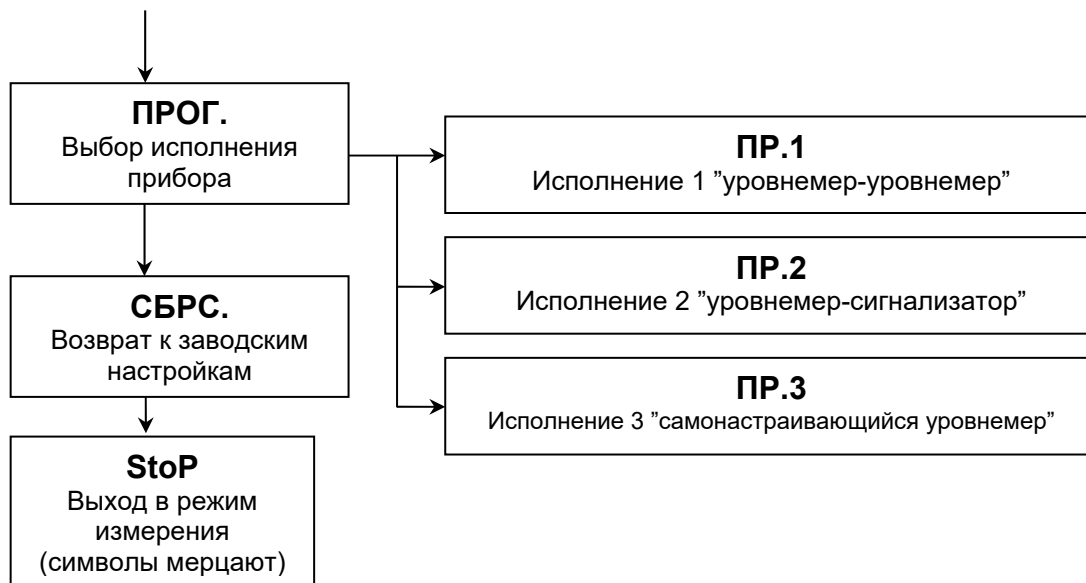 ПРОГ.
Выбор исполнения
прибора
ПР.1
Исполнение 1 ”уровнемер-уровнемер”
ПР.2
Исполнение 2 ”уровнемер-сигнализатор”
СБРС.
Возврат к заводским
настройкам
ПР.3
Исполнение 3 ”самонастраивающийся уровнемер”
StoP
Выход в режим
измерения
(символы мерцают)